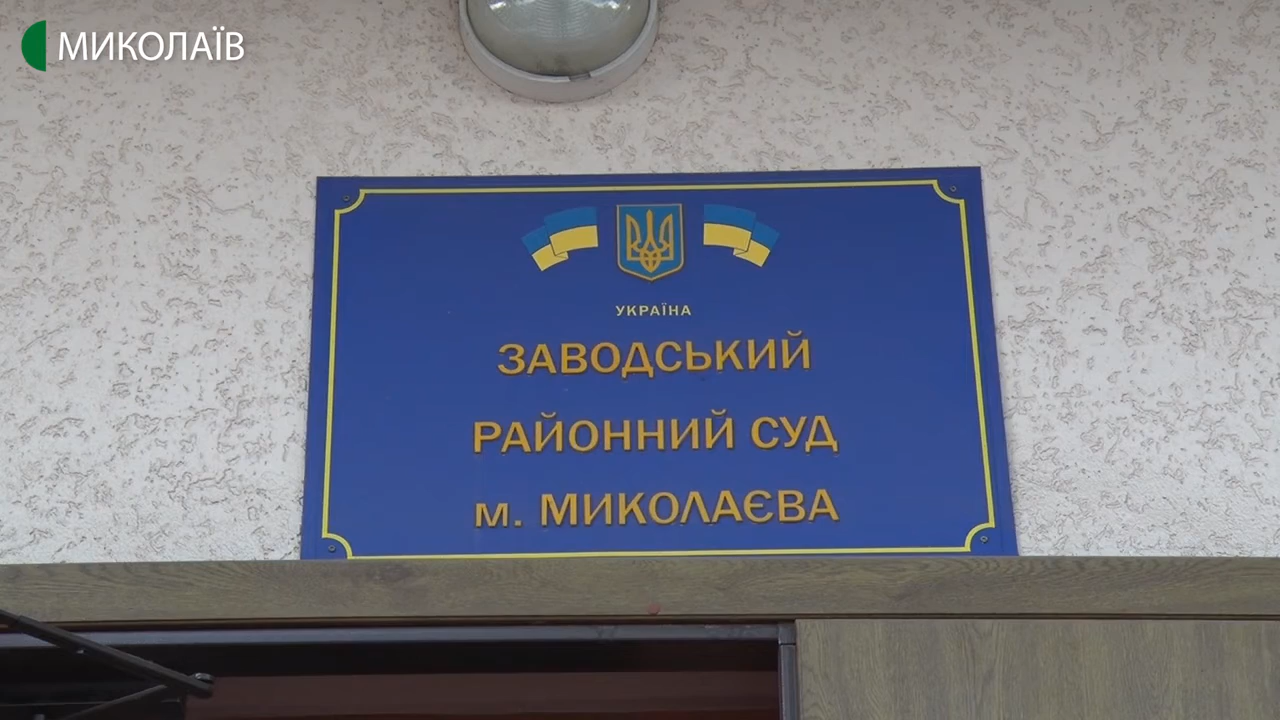 МИКОЛАЇВ
УКРАЇНА
ЗАВОДСЬКИЙ
РАЙОННИЙ СУД
м. МИКОЛАЄВА